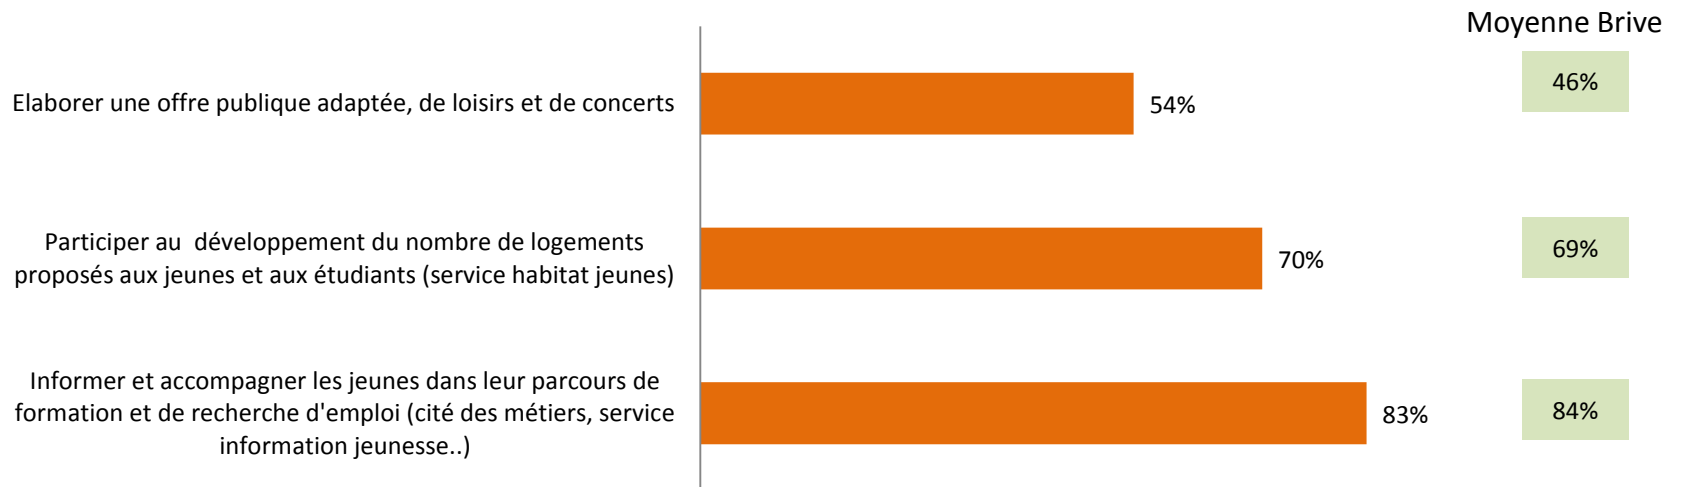 Moyenne Brive
Elaborer une offre publique adaptée, de loisirs et de concerts
54%
46%
Participer au  développement du nombre de logements
proposés aux jeunes et aux étudiants (service habitat jeunes)
70%
69%
Informer et accompagner les jeunes dans leur parcours de
formation et de recherche d'emploi (cité des métiers, service
information jeunesse..)
83%
84%